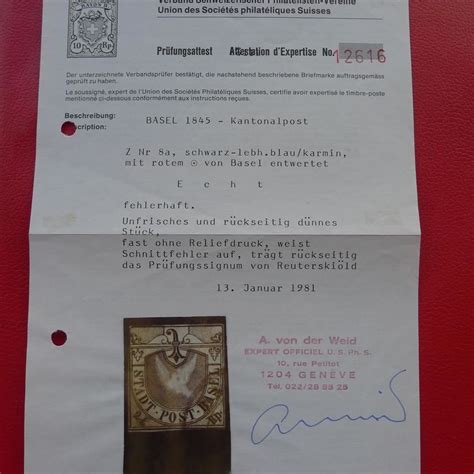 Verband Schweizerischer Philatelisten-Vereine
Union des Sociétés philatéliques Suisses
10 Rp
Prüfungsattest Attestation d'Expertise No. 12616
Der unterzeichnete Verbandsprüfer bestätigt, die nachstehend beschriebene Briefmarke auftragsgemäss
geprüft zu haben.
Le soussigné, expert de l'Union des Sociétés Philatéliques Suisses, certifie avoir expertisé le timbre-poste
mentionné ci-dessous conformément aux instructions reçues.
Beschreibung:
Description:
BASEL 1845 - Kantonalpost
Z Nr 8a, schwarz-lebh.blau/karmin,
mit rotem ⊙ von Basel entwertet
E c h t
fehlerhaft.
Unfrisches und rückseitig dünnes
Stück,
fast ohne Reliefdruck, weist
Schnittfehler auf, trägt rückseitig
das Prüfungssignum von Reuterskiöld
13. Januar 1981
STADT-POST-BASEL
A. von der Weid
EXPERT OFFICIEL U. S. Ph. S.
10, rue Petitot
1204 GENÈVE